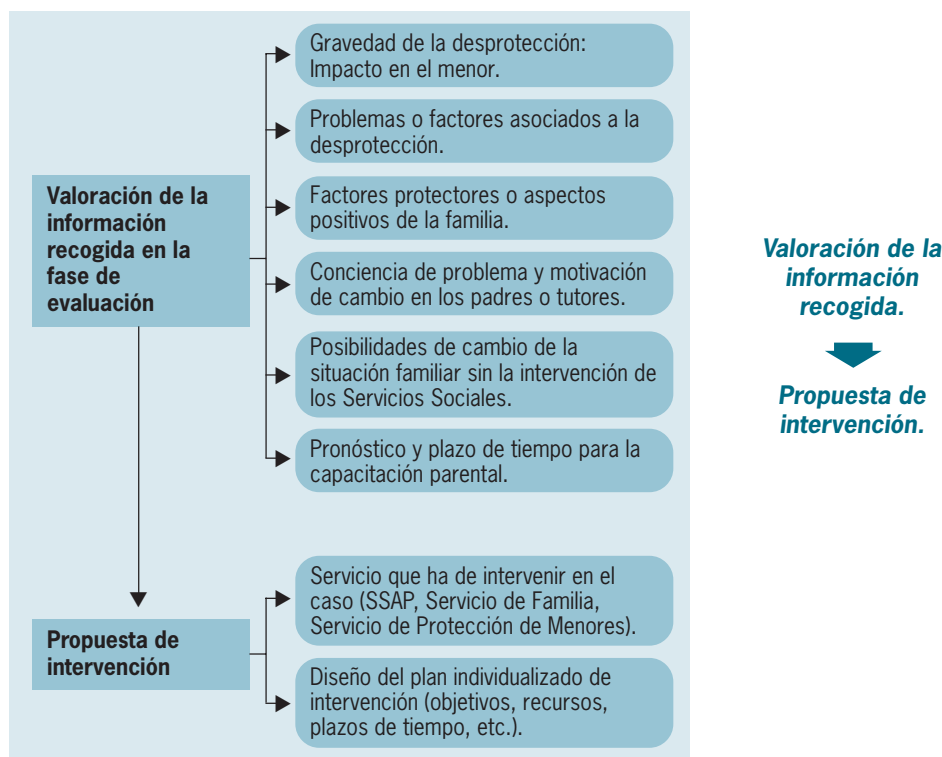 Gravedad de la desprotección:
Impacto en el menor.
Problemas o factores asociados a la
desprotección.
Valoración de la
información
recogida en la
fase de
evaluación
Factores protectores o aspectos
positivos de la familia.
Conciencia de problema y motivación
de cambio en los padres o tutores.
Posibilidades de cambio de la
situación familiar sin la intervención de
los Servicios Sociales.
Pronóstico y plazo de tiempo para la
capacitación parental.
Propuesta de
intervención
Servicio que ha de intervenir en el
caso (SSAP, Servicio de Familia,
Servicio de Protección de Menores).
Diseño del plan individualizado de
intervención (objetivos, recursos,
plazos de tiempo, etc.).
Valoración de la
información
recogida.
Propuesta de
intervención.